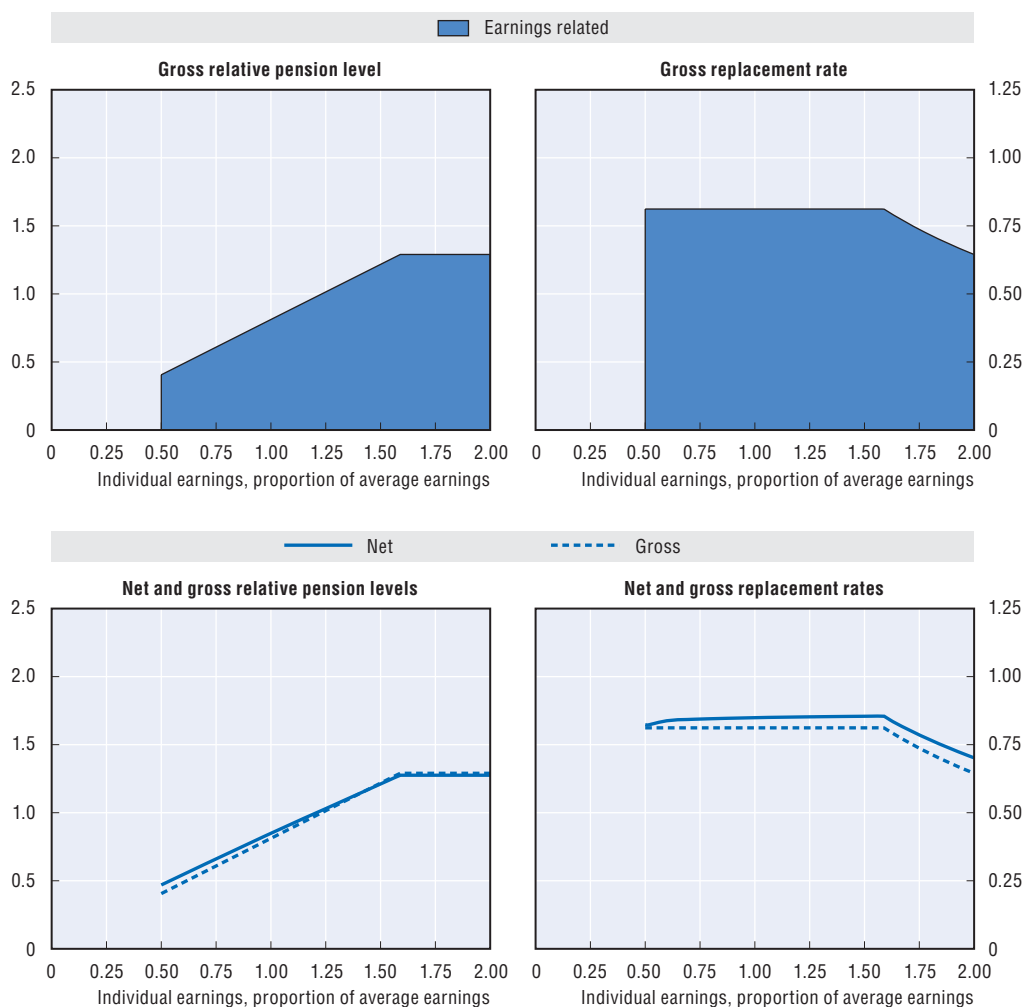 Earnings related
Gross relative pension level
Gross replacement rate
2.5
2.0
1.5
1.0
0.5
0
0 0.25 0.50 0.75 1.00 1.25 1.50 1.75 2.00
Individual earnings, proportion of average earnings
1.25
1.00
0.75
0.50
0.25
0
0 0.25 0.50 0.75 1.00 1.25 1.50 1.75 2.00
Individual earnings, proportion of average earnings
Net Gross
Net and gross relative pension levels
Net and gross replacement rates
2.5
2.0
1.5
1.0
0.5
0
0 0.25 0.50 0.75 1.00 1.25 1.50 1.75 2.00
Individual earnings, proportion of average earnings
1.25
1.00
0.75
0.50
0.25
0
0 0.25 0.50 0.75 1.00 1.25 1.50 1.75 2.00
Individual earnings, proportion of average earnings